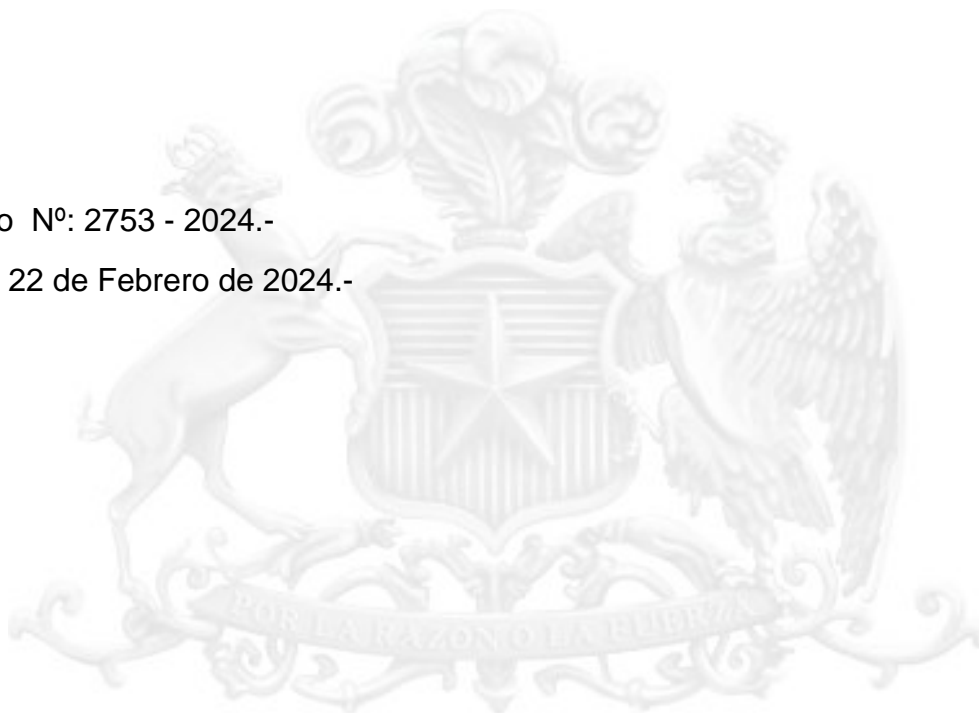 o Nº: 2753 - 2024.-
22 de Febrero de 2024.-
POR LA RAZON O LA FUERZA